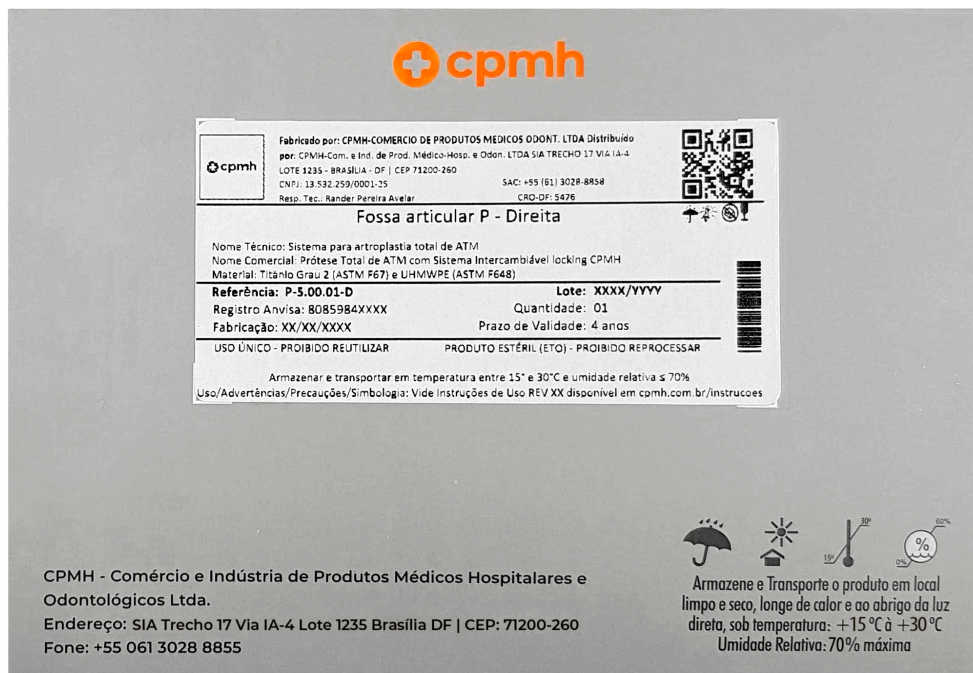 cpmh
cpmh
Fabricado por: CPMH-COMERCIO DE PRODUTOS MEDICOS ODONT. LTDA Distribuído
por: CPMH-Com. e Ind. de Prod. Médico-Hosp. e Odon. LTDA SIA TRECHO 17 VIA IA-4
LOTE 1235 - BRASÍLIA - DF | CEP 71200-260
CNPJ: 13.532.259/0001-25 SAC: +55 (61) 3028-8858
Resp. Tec.: Rander Pereira Avelar CRO-DF: 5476
Fossa articular P - Direita
Nome Técnico: Sistema para artroplastia total de ATM
Nome Comercial: Prótese Total de ATM com Sistema Intercambiável locking CPMH
Material: Titânio Grau 2 (ASTM F67) e UHMWPE (ASTM F648)
Referência: P-5.00.01-D Lote: XXXX/YYYY
Registro Anvisa: 8085984XXXX Quantidade: 01
Fabricação: XX/XX/XXXX Prazo de Validade: 4 anos
USO ÚNICO - PROIBIDO REUTILIZAR PRODUTO ESTÉRIL (ETO) - PROIBIDO REPROCESSAR
Armazenar e transportar em temperatura entre 15° e 30°C e umidade relativa ≤ 70%
Uso/Advertências/Precauções/Simbologia: Vide Instruções de Uso REV XX disponível em cpmh.com.br/instrucoes
30º
15º
60%
%
0%
CPMH - Comércio e Indústria de Produtos Médicos Hospitalares e
Odontológicos Ltda.
Endereço: SIA Trecho 17 Via IA-4 Lote 1235 Brasília DF | CEP: 71200-260
Fone: +55 061 3028 8855
Armazene e Transporte o produto em local
limpo e seco, longe de calor e ao abrigo da luz
direta, sob temperatura: +15 ºC à +30 ºC
Umidade Relativa: 70% máxima